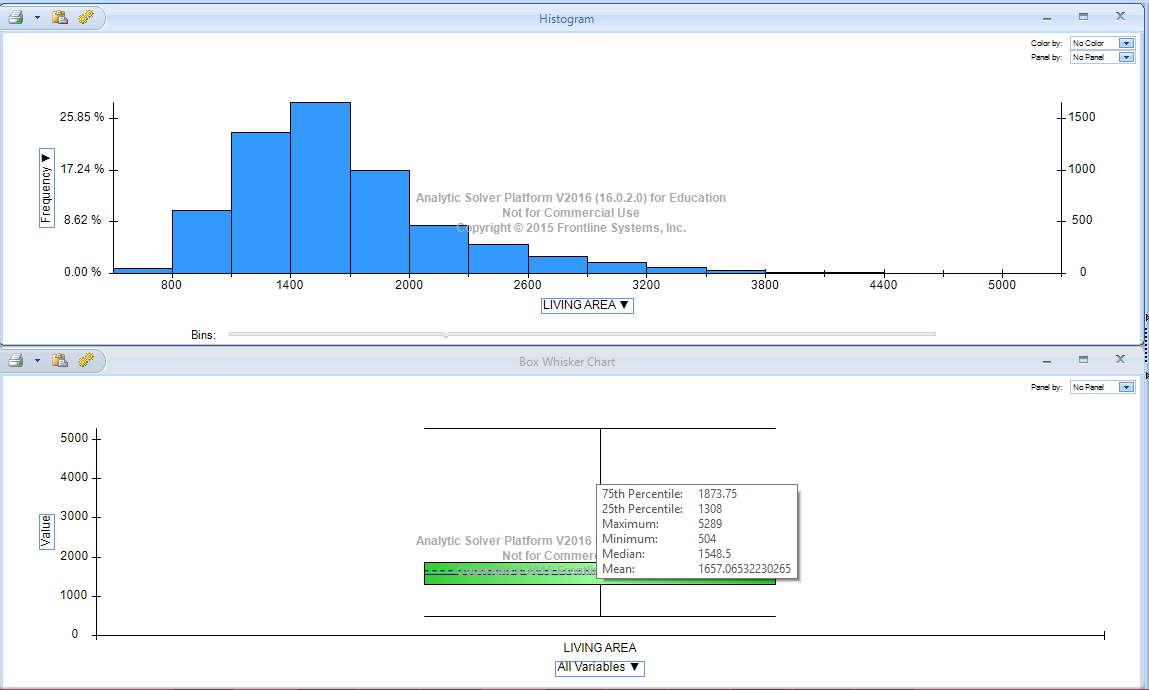 Histogram
Color by: No Color
Panel by: No Panel
25.85 %
17.24 %
8.62 %
0.00 %
Frequency ▶
1500
1000
500
0
Analytic Solver Platform V2016 (16.0.2.0) for Education
Not for Commercial Use
Copyright © 2015 Frontline Systems, Inc.
800 1400 2000 2600 3200 3800 4400 5000
LIVING AREA ▼
Bins:
Box Whisker Chart
Panel by: No Panel
5000
4000
3000
2000
1000
0
Value
Analytic Solver Platform V2016
Not for Commerc
Copyright © 2015 Frontli
75th Percentile: 1873.75
25th Percentile: 1308
Maximum: 5289
Minimum: 504
Median: 1548.5
Mean: 1657.06532230265
LIVING AREA
All Variables ▼